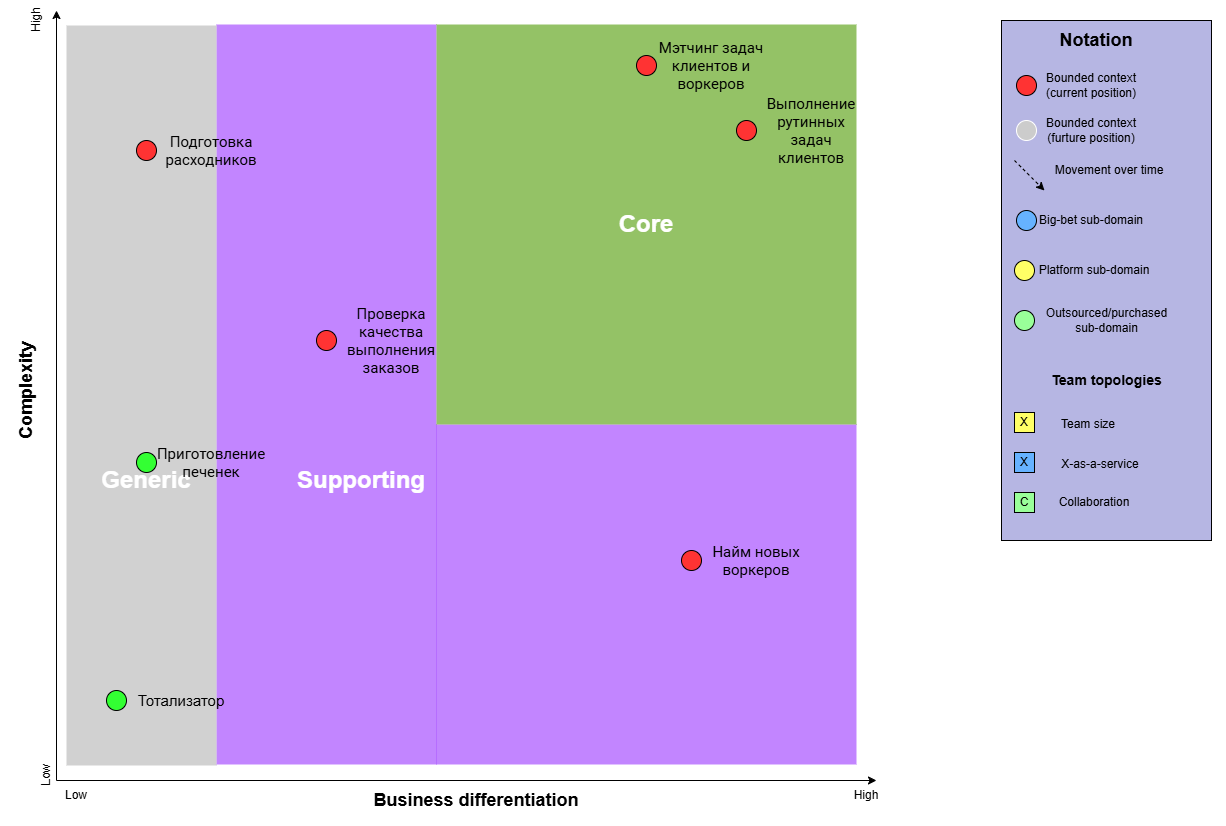 High
Мэтчинг задач
клиентов и
воркеров
Выполнение
рутинных
задач
клиентов
Подготовка
расходников
Core
Проверка
качества
выполнения
заказов
Complexity
Приготовление
печенек
Generic
Supporting
Найм новых
воркеров
Тотализатор
Low
Low
Business differentiation
High
Notation
Bounded context
(current position)
Bounded context
(furture position)
Movement over time
Big-bet sub-domain
Platform sub-domain
Outsourced/purchased
sub-domain
Team topologies
X
Team size
X
X-as-a-service
C
Collaboration